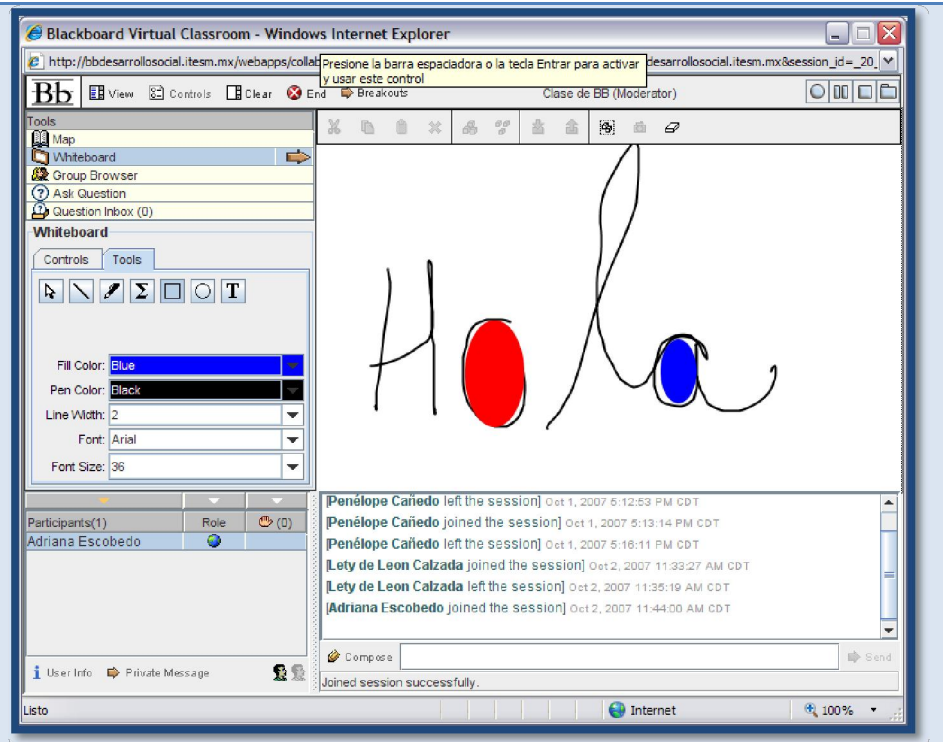 Blackboard Virtual Classroom - Windows Internet Explorer
http://bbdesarrollosocial.itesm.mx/webapps/collab
desarrollosocial.itesm.mx&session_id=_20_
Presione la barra espaciadora o la tecla Entrar para activar
y usar este control
Bb View Controls Clear End Breakouts Clase de BB (Moderator)
Tools
Map
Whiteboard
Group Browser
Ask Question
Question Inbox (0)
Whiteboard
Controls Tools
Σ T
Fill Color: Blue
Pen Color: Black
Line Width: 2
Font: Arial
Font Size: 36
Hola
Participants(1) Role (0)
Adriana Escobedo
User Info Private Message
[Penélope Cañedo left the session] Oct 1, 2007 5:12:53 PM CDT
[Penélope Cañedo joined the session] Oct 1, 2007 5:13:14 PM CDT
[Penélope Cañedo left the session] Oct 1, 2007 5:16:11 PM CDT
[Lety de Leon Calzada joined the session] Oct 2, 2007 11:33:27 AM CDT
[Lety de Leon Calzada left the session] Oct 2, 2007 11:35:19 AM CDT
[Adriana Escobedo joined the session] Oct 2, 2007 11:44:00 AM CDT
Compose Send
Joined session successfully.
Listo Internet 100%